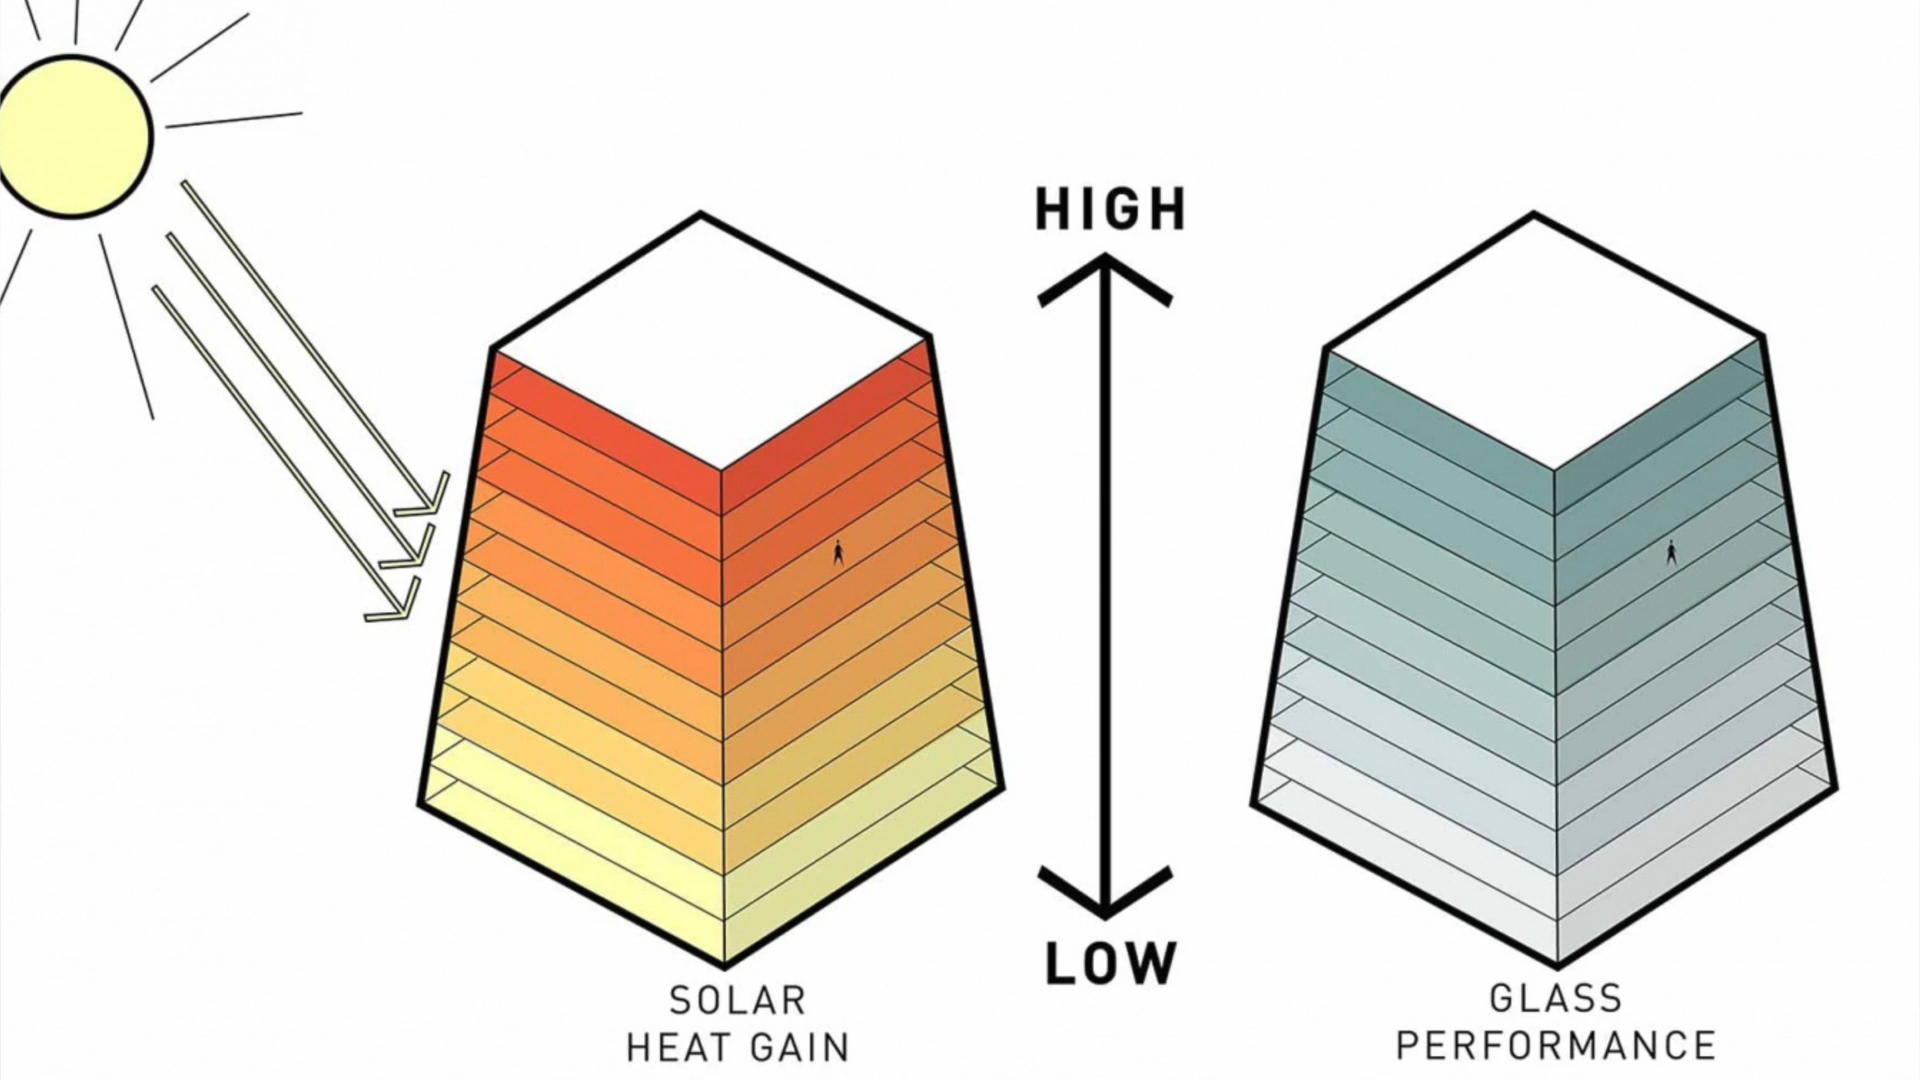 HIGH
LOW
SOLAR
HEAT GAIN
GLASS
PERFORMANCE